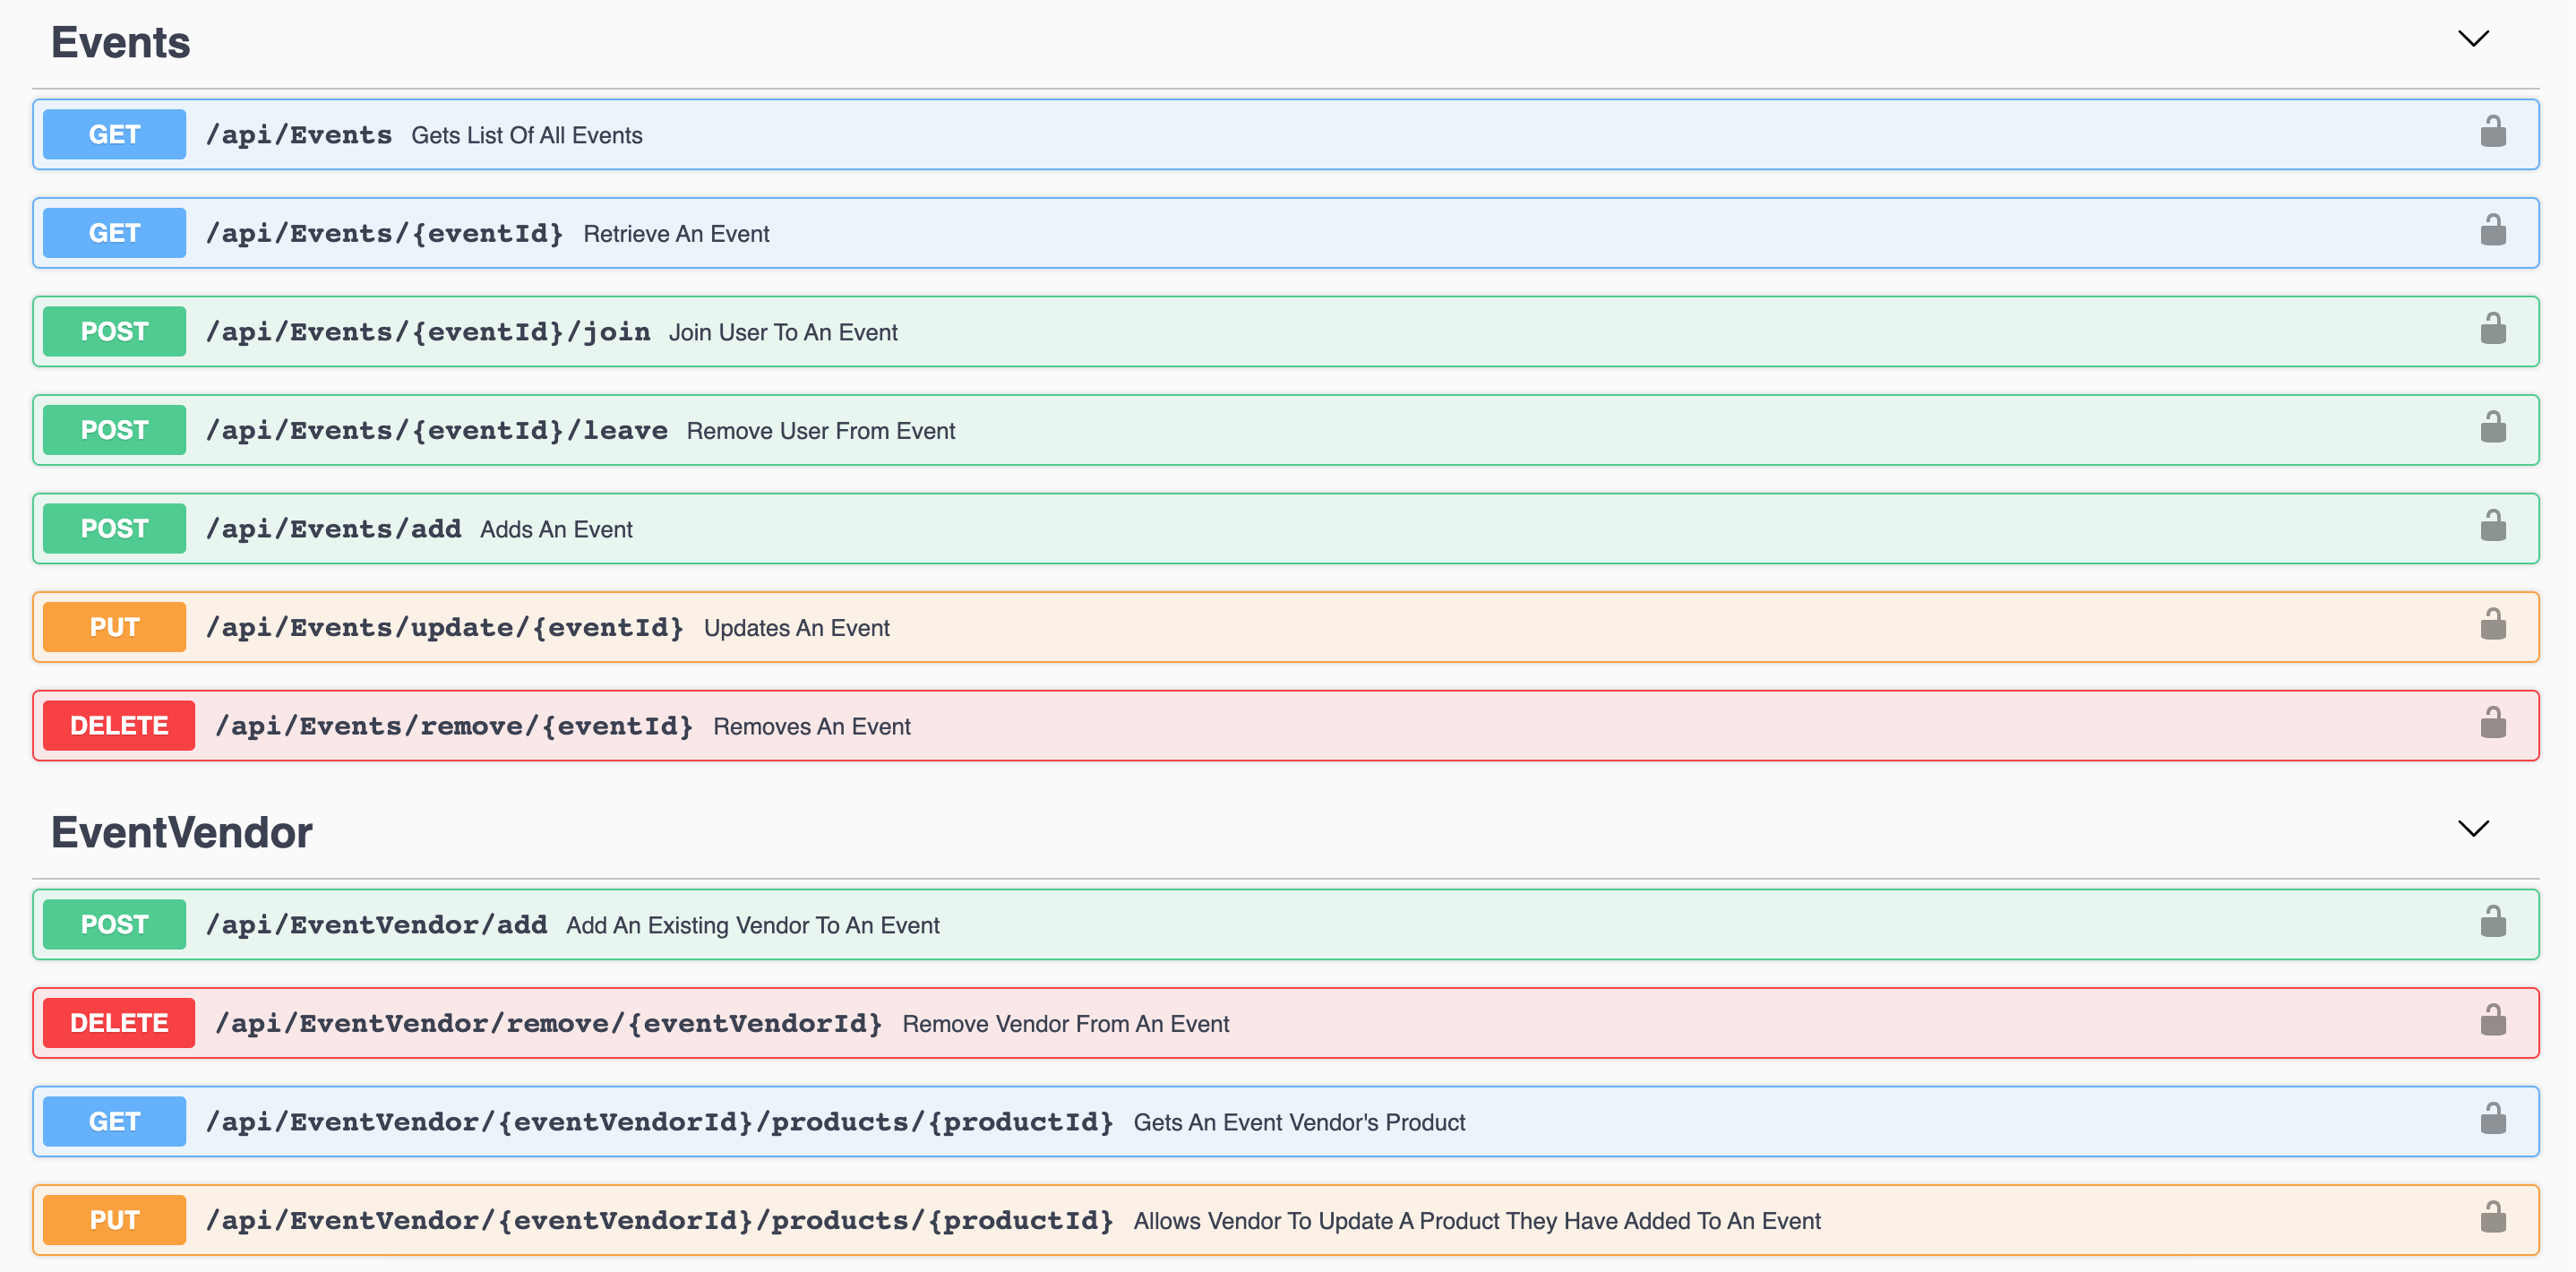 Events
GET /api/Events Gets List Of All Events
GET /api/Events/{eventId} Retrieve An Event
POST /api/Events/{eventId}/join Join User To An Event
POST /api/Events/{eventId}/leave Remove User From Event
POST /api/Events/add Adds An Event
PUT /api/Events/update/{eventId} Updates An Event
DELETE /api/Events/remove/{eventId} Removes An Event
EventVendor
POST /api/EventVendor/add Add An Existing Vendor To An Event
DELETE /api/EventVendor/remove/{eventVendorId} Remove Vendor From An Event
GET /api/EventVendor/{eventVendorId}/products/{productId} Gets An Event Vendor's Product
PUT /api/EventVendor/{eventVendorId}/products/{productId} Allows Vendor To Update A Product They Have Added To An Event